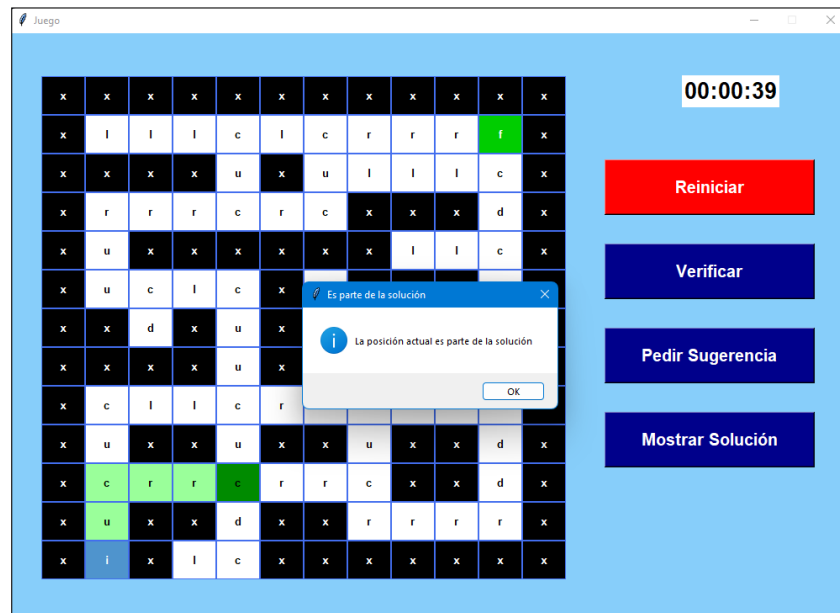 Juego
x x x x x x x x x x x x
x l l l c l c r r r f x
x x x x u x u l l l c x
x r r r c r c x x x d x
x u x x x x x x l l c x
x u c l c x
x x d x u x
x x x x u x
x c l l c r
x u x x u x x u x x d x
x c r r c r r c x x d x
x u x x d x x r r r r x
x i x l c x x x x x x x
Es parte de la solución
La posición actual es parte de la solución
OK
00:00:39
Reiniciar
Verificar
Pedir Sugerencia
Mostrar Solución